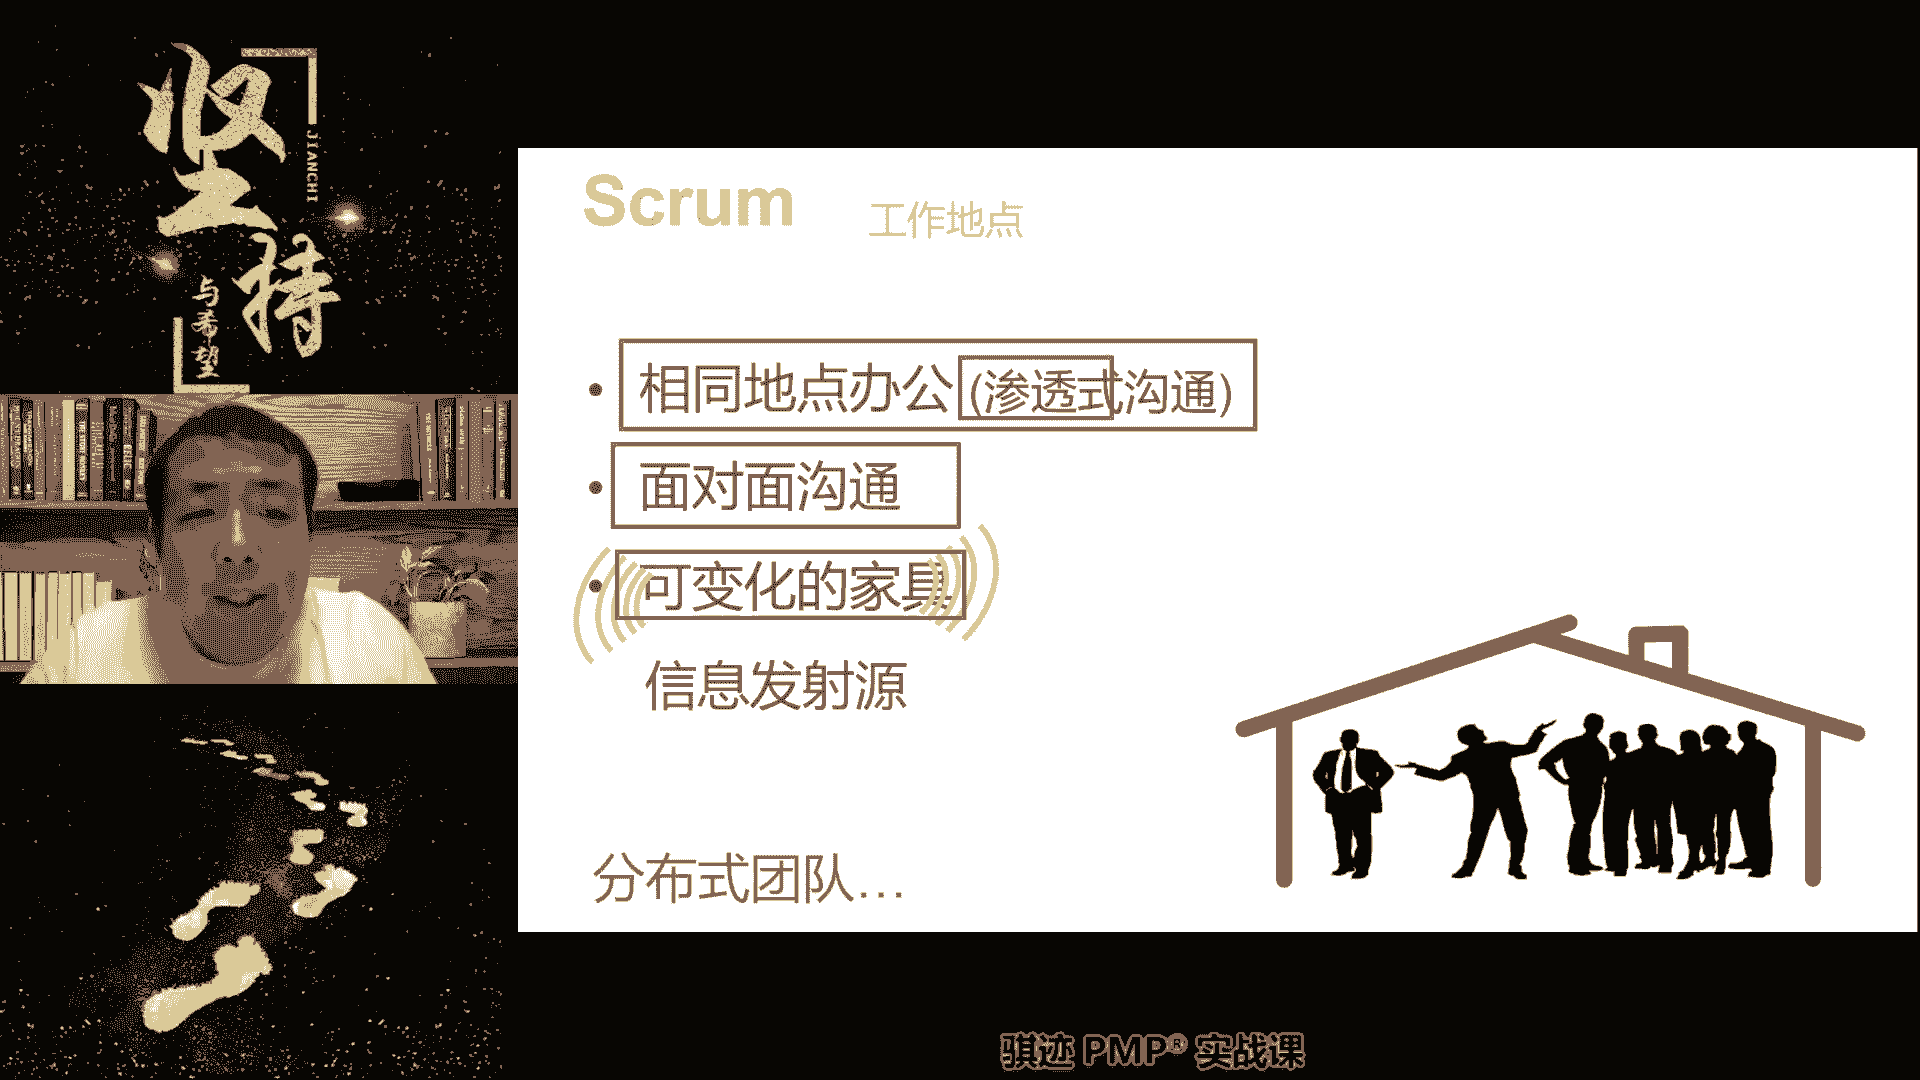 坚持
JIANCHI
与希望
Scrum 工作地点
• 相同地点办公(渗透式沟通)
• 面对面沟通
• 可变化的家具
信息发射源
分布式团队…
骐迹 PMP® 实战课